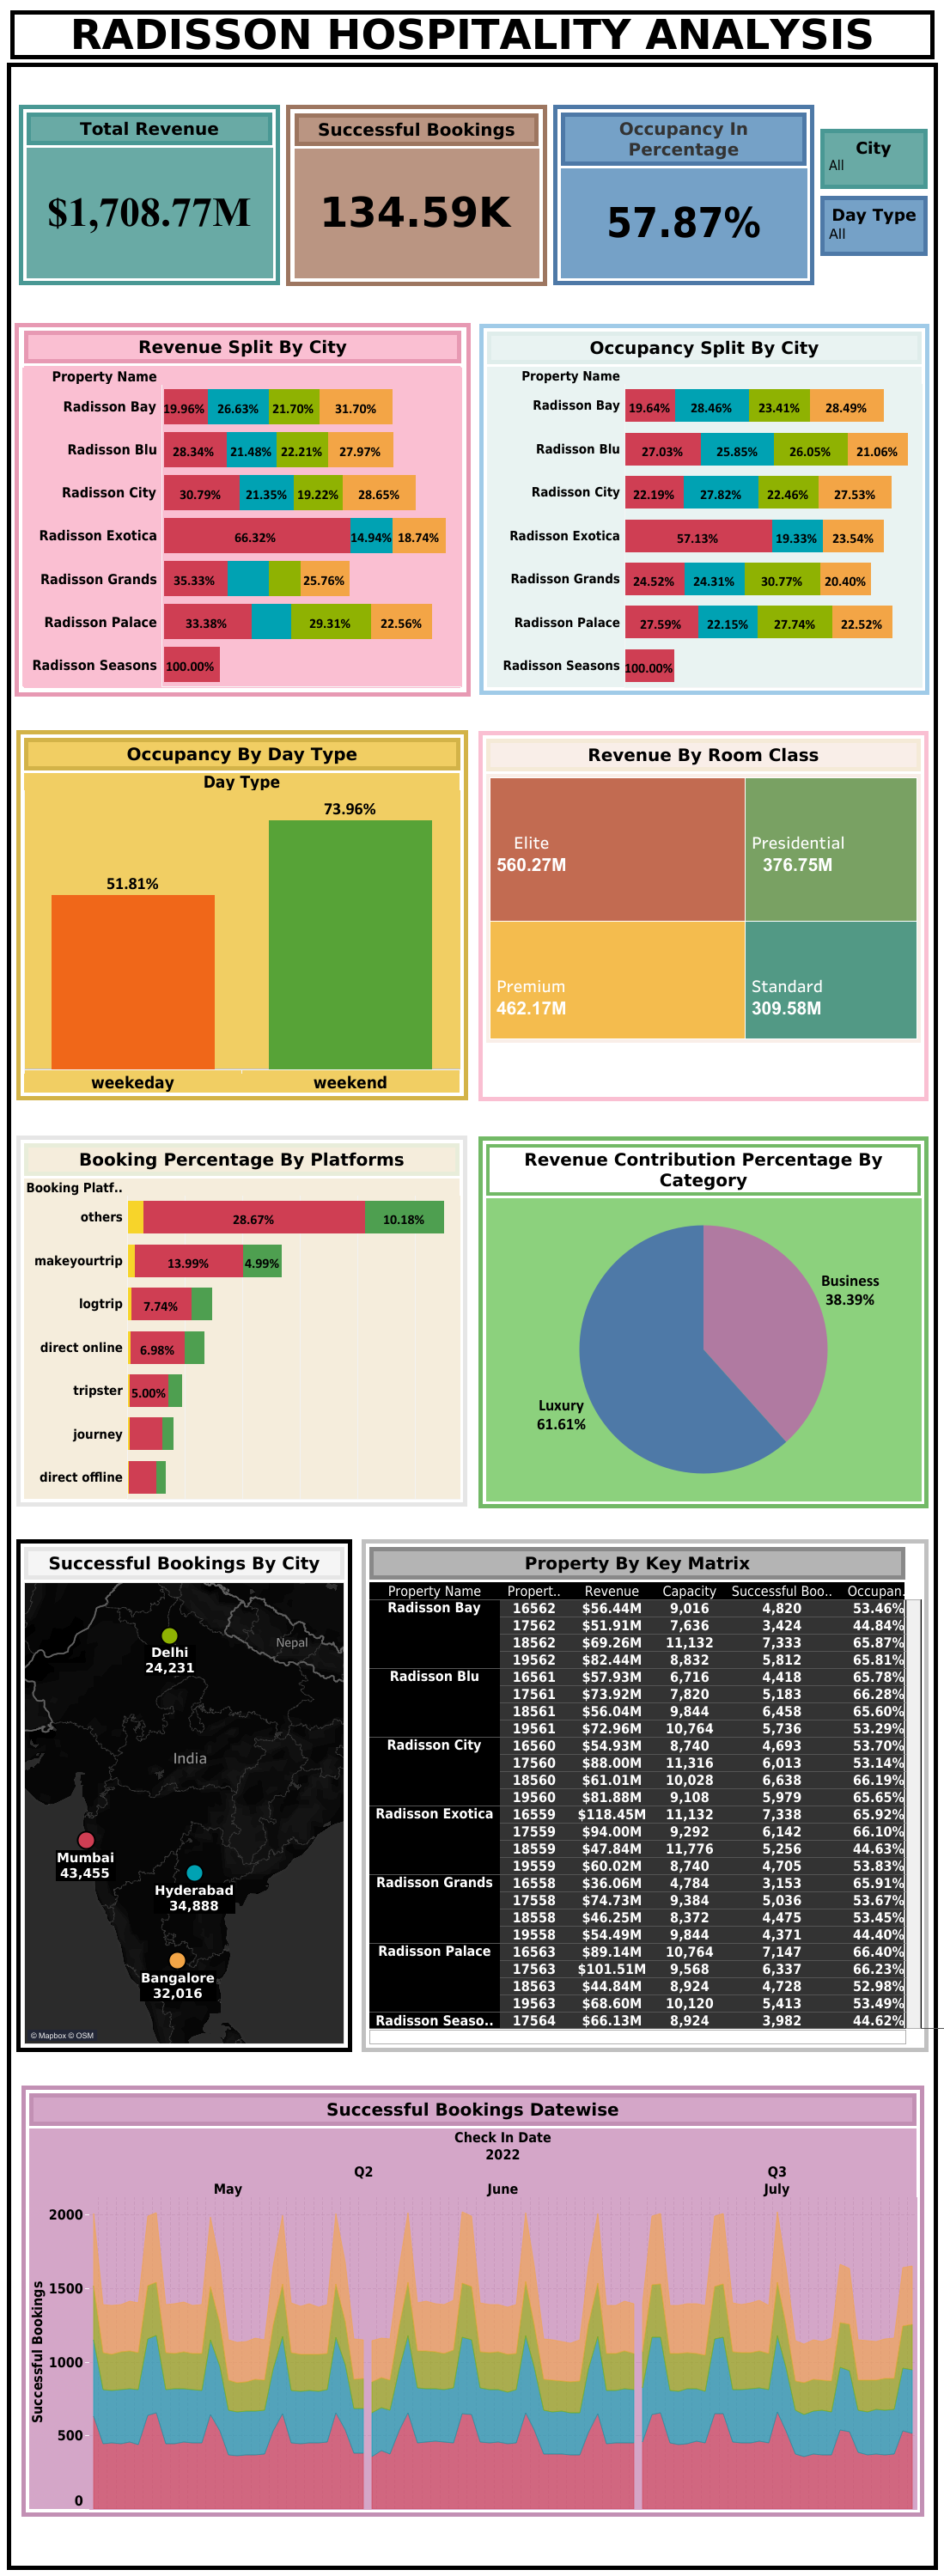 RADISSON HOSPITALITY ANALYSIS
Total Revenue
$1,708.77M
Successful Bookings
134.59K
Occupancy In
Percentage
57.87%
City
All
Day Type
All
Revenue Split By City
Property Name
Radisson Bay 19.96% 26.63% 21.70% 31.70%
Radisson Blu 28.34% 21.48% 22.21% 27.97%
Radisson City 30.79% 21.35% 19.22% 28.65%
Radisson Exotica 66.32% 14.94% 18.74%
Radisson Grands 35.33% 25.76%
Radisson Palace 33.38% 29.31% 22.56%
Radisson Seasons 100.00%
Occupancy Split By City
Property Name
Radisson Bay 19.64% 28.46% 23.41% 28.49%
Radisson Blu 27.03% 25.85% 26.05% 21.06%
Radisson City 22.19% 27.82% 22.46% 27.53%
Radisson Exotica 57.13% 19.33% 23.54%
Radisson Grands 24.52% 24.31% 30.77% 20.40%
Radisson Palace 27.59% 22.15% 27.74% 22.52%
Radisson Seasons 100.00%
Occupancy By Day Type
Day Type
51.81%
73.96%
weekeday weekend
Revenue By Room Class
Elite
560.27M
Presidential
376.75M
Premium
462.17M
Standard
309.58M
Booking Percentage By Platforms
Booking Platf..
others 28.67% 10.18%
makeyourtrip 13.99% 4.99%
logtrip 7.74%
direct online 6.98%
tripster 5.00%
journey
direct offline
Revenue Contribution Percentage By
Category
Business
38.39%
Luxury
61.61%
Successful Bookings By City
Nepal
Delhi
24,231
India
Mumbai
43,455
Hyderabad
34,888
Bangalore
32,016
© Mapbox © OSM
Property By Key Matrix
Property Name Propert.. Revenue Capacity Successful Boo.. Occupan.
Radisson Bay 16562 $56.44M 9,016 4,820 53.46%
17562 $51.91M 7,636 3,424 44.84%
18562 $69.26M 11,132 7,333 65.87%
19562 $82.44M 8,832 5,812 65.81%
Radisson Blu 16561 $57.93M 6,716 4,418 65.78%
17561 $73.92M 7,820 5,183 66.28%
18561 $56.04M 9,844 6,458 65.60%
19561 $72.96M 10,764 5,736 53.29%
Radisson City 16560 $54.93M 8,740 4,693 53.70%
17560 $88.00M 11,316 6,013 53.14%
18560 $61.01M 10,028 6,638 66.19%
19560 $81.88M 9,108 5,979 65.65%
Radisson Exotica 16559 $118.45M 11,132 7,338 65.92%
17559 $94.00M 9,292 6,142 66.10%
18559 $47.84M 11,776 5,256 44.63%
19559 $60.02M 8,740 4,705 53.83%
Radisson Grands 16558 $36.06M 4,784 3,153 65.91%
17558 $74.73M 9,384 5,036 53.67%
18558 $46.25M 8,372 4,475 53.45%
19558 $54.49M 9,844 4,371 44.40%
Radisson Palace 16563 $89.14M 10,764 7,147 66.40%
17563 $101.51M 9,568 6,337 66.23%
18563 $44.84M 8,924 4,728 52.98%
19563 $68.60M 10,120 5,413 53.49%
Radisson Seaso.. 17564 $66.13M 8,924 3,982 44.62%
Successful Bookings Datewise
Check In Date
2022
Q2 Q3
May June July
Successful Bookings
2000
1500
1000
500
0